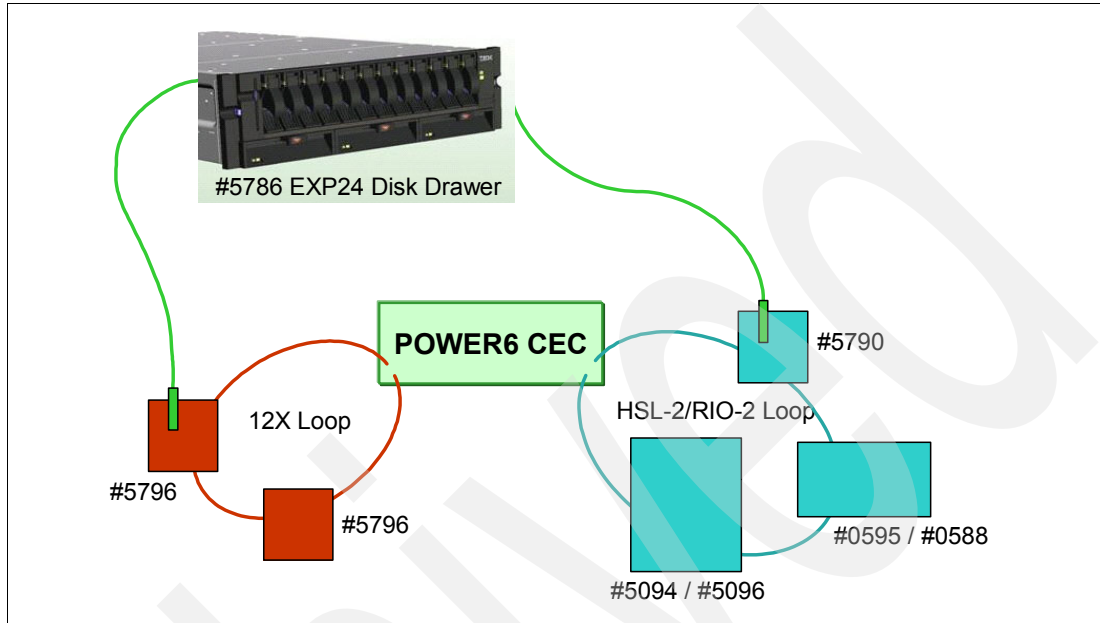 #5786 EXP24 Disk Drawer
POWER6 CEC
#5790
12X Loop
HSL-2/RIO-2 Loop
#5796
#5796
#0595 / #0588
#5094 / #5096